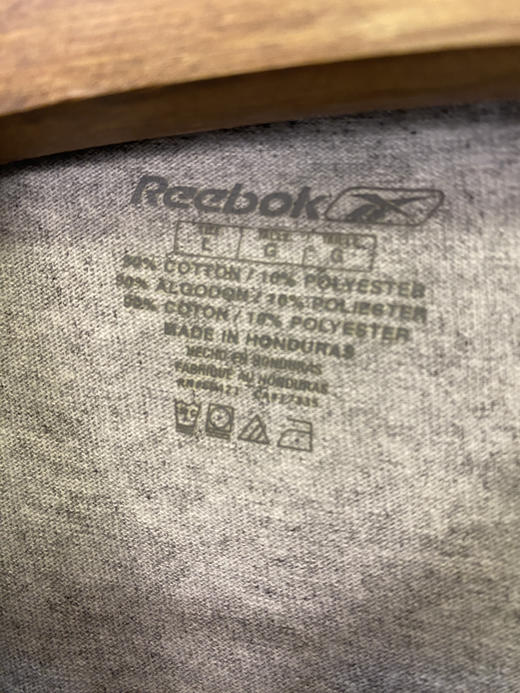 Reebok
L G G
90% COTTON / 10% POLYESTER
90% ALGODON / 10% POLIESTER
90% COTON / 10% POLYESTER
MADE IN HONDURAS
HECHO EN HONDURAS
FABRIQUE AU HONDURAS